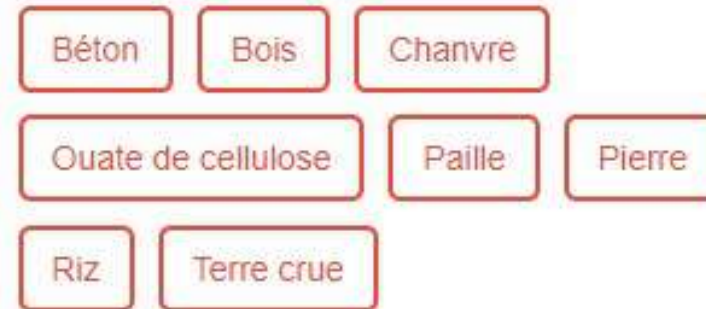 Béton Bois Chanvre
Ouate de cellulose Paille Pierre
Riz Terre crue